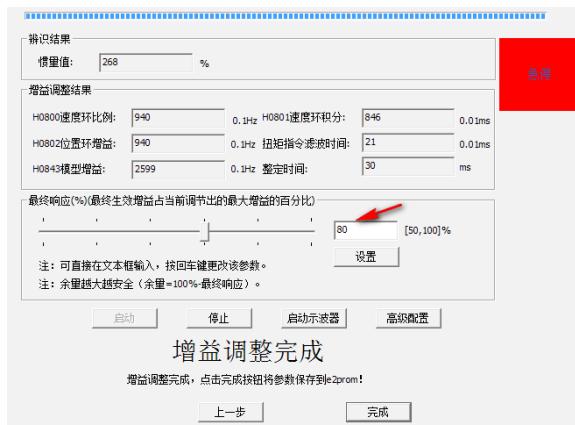 辨识结果
惯量值: 268 %
急停
增益调整结果
H0800速度环比例: 940 0.1Hz H0801速度环积分: 846 0.01ms
H0802位置环增益: 940 0.1Hz 扭矩指令滤波时间: 21 0.01ms
H0843模型增益: 2599 0.1Hz 整定时间: 30 ms
最终响应(%)(最终生效增益占当前调节出的最大增益的百分比)
80 [50,100]%
设置
注：可直接在文本框输入，按回车键更改该参数。
注：余量越大越安全（余量=100%-最终响应）。
启动 停止 启动示波器 高级配置
增益调整完成
增益调整完成，点击完成按钮将参数保存到e2prom!
上一步 完成